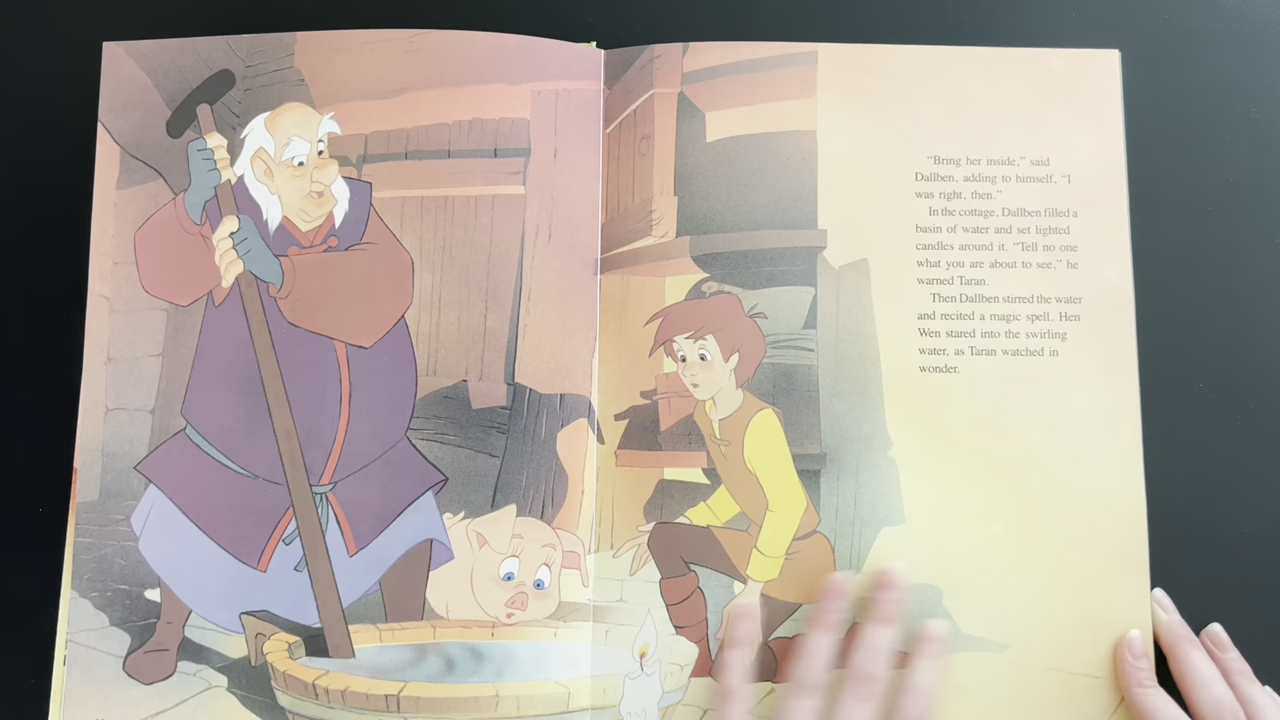 “Bring her inside,” said
Dallben, adding to himself, “I
was right, then.”
In the cottage, Dallben filled a
basin of water and set lighted
candles around it. “Tell no one
what you are about to see,” he
warned Taran.
Then Dallben stirred the water
and recited a magic spell. Hen
Wen stared into the swirling
water, as Taran watched in
wonder.